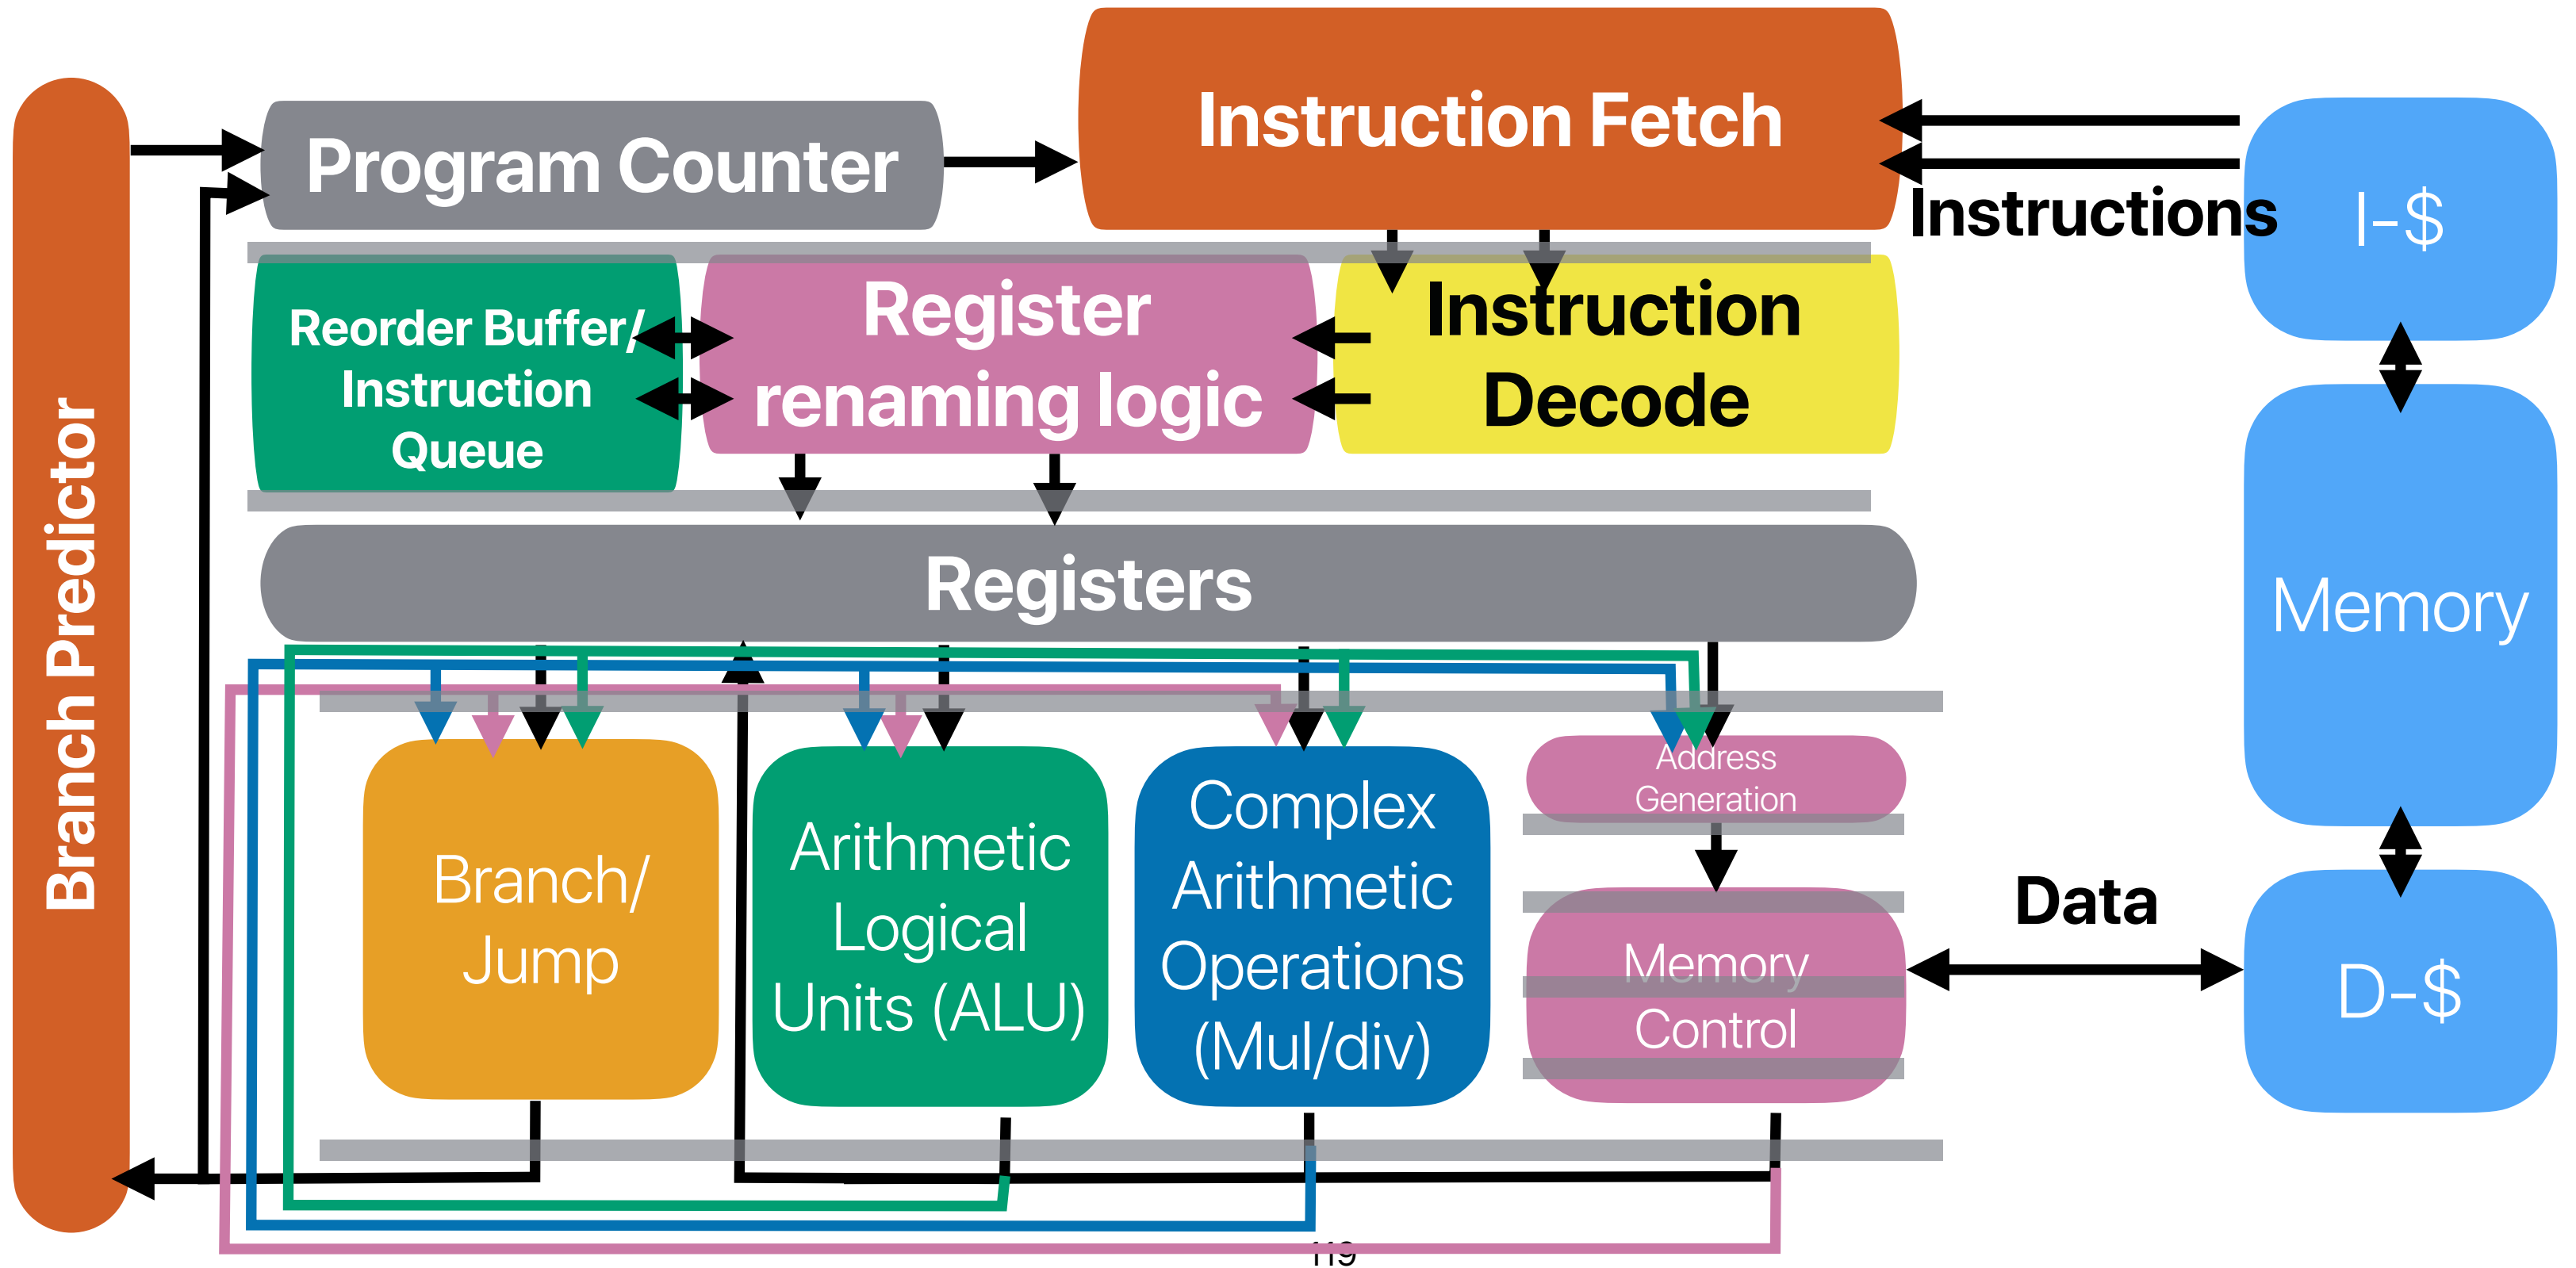 Branch Predictor
Program Counter
Instruction Fetch
Instructions
I-$
Reorder Buffer/
Instruction
Queue
Register
renaming logic
Instruction
Decode
Registers
Memory
Branch/
Jump
Arithmetic
Logical
Units (ALU)
Complex
Arithmetic
Operations
(Mul/div)
Address
Generation
Memory
Control
Data
D-$
119